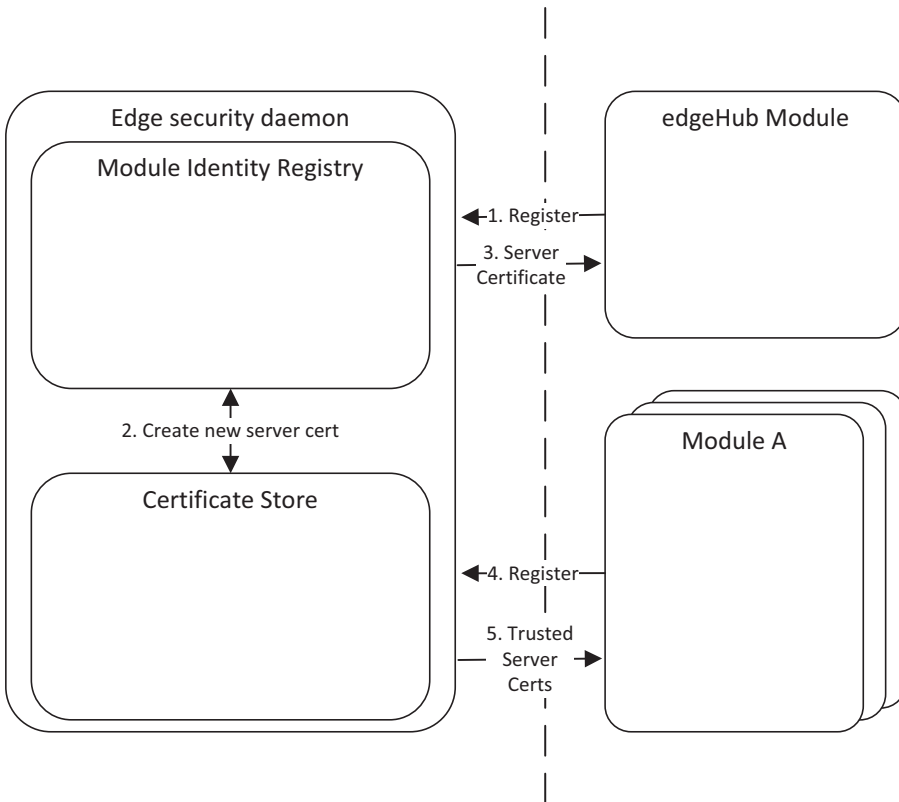 Edge security daemon
Module Identity Registry
edgeHub Module
1. Register
3. Server
Certificate
2. Create new server cert
Certificate Store
Module A
4. Register
5. Trusted
Server
Certs